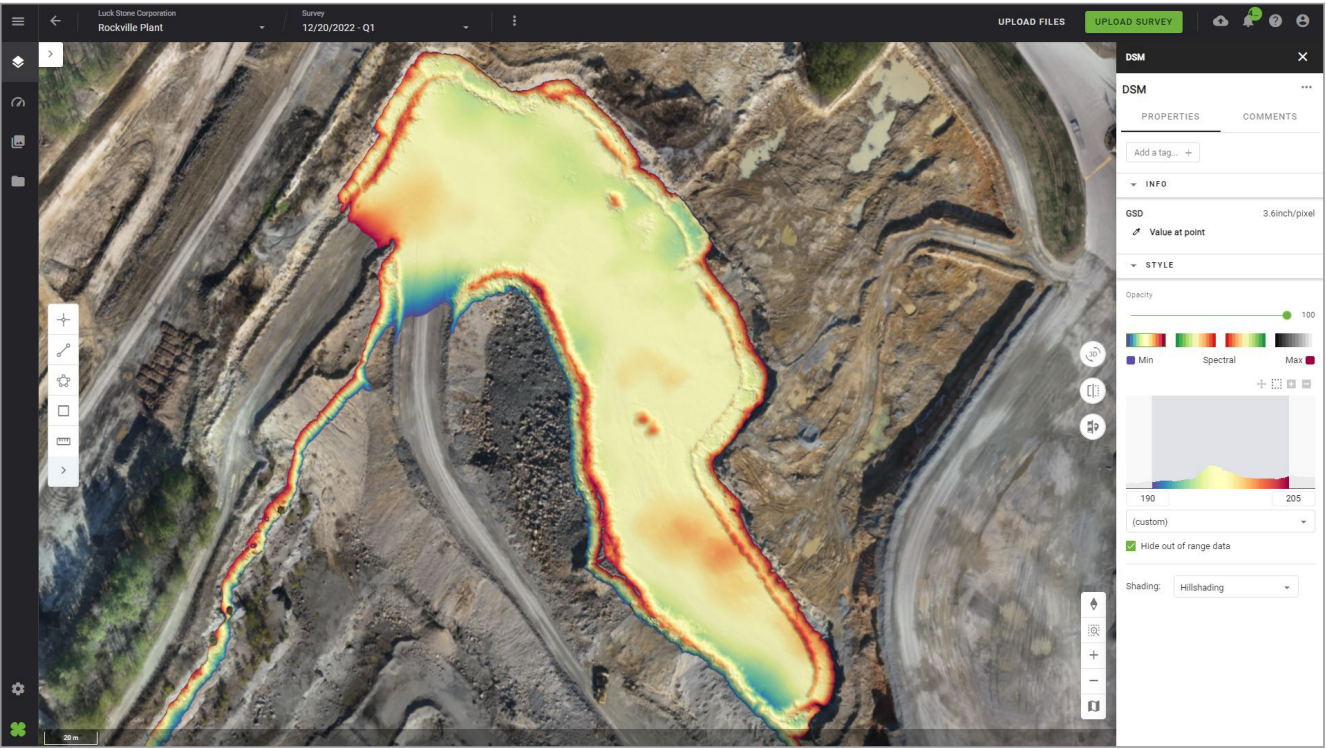 Luck Stone Corporation
Rockville Plant
Survey
12/20/2022 - Q1
UPLOAD FILES
UPLOAD SURVEY
DSM
DSM
PROPERTIES
COMMENTS
Add a tag... +
INFO
GSD
3.6inch/pixel
Value at point
STYLE
Opacity
100
Min
Spectral
Max
190
205
(custom)
Hide out of range data
Shading:
Hillshading
3D
20 m